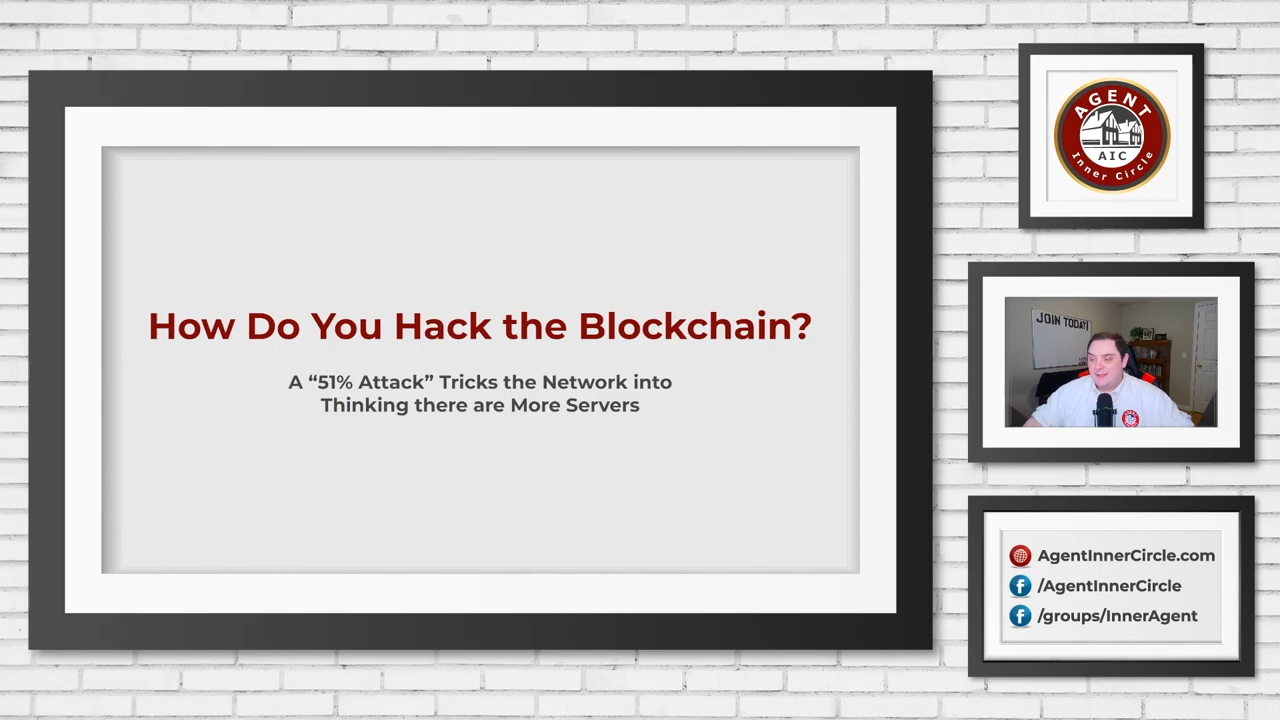 How Do You Hack the Blockchain?
A “51% Attack” Tricks the Network into
Thinking there are More Servers
AGENT
AIC
Inner Circle
JOIN TODAY!
AgentInnerCircle.com
/AgentInnerCircle
/groups/InnerAgent